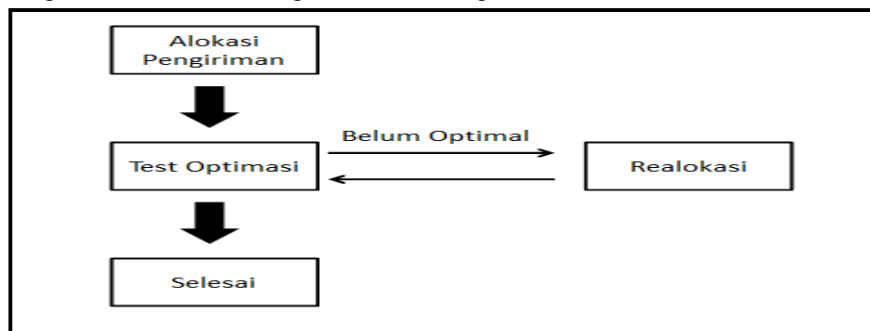 Alokasi
Pengiriman
Belum Optimal
Test Optimasi
Realokasi
Selesai